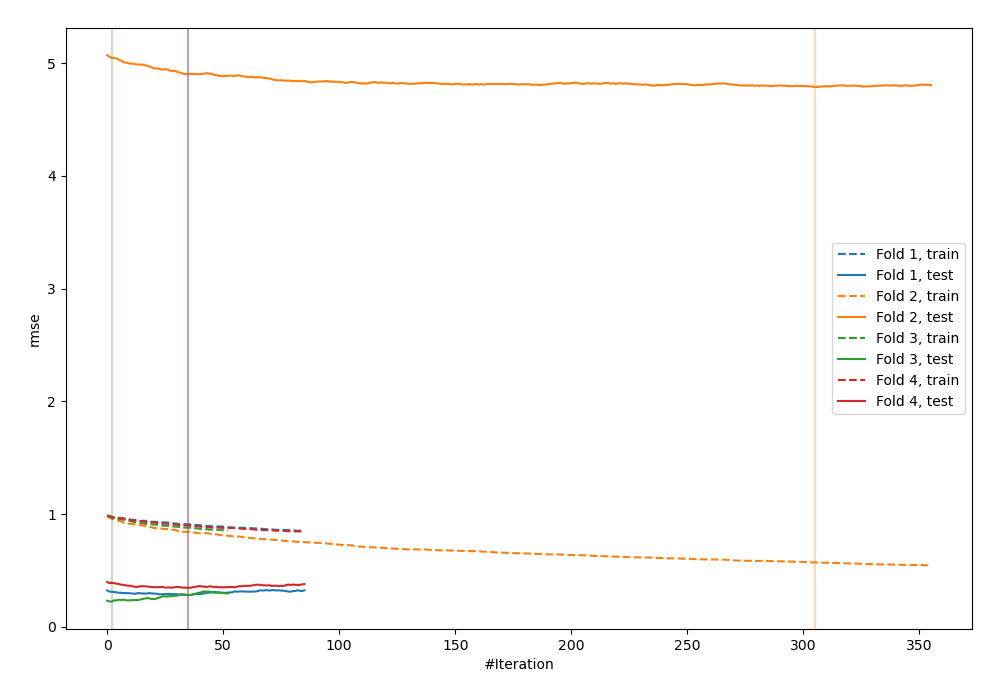 5
4
3
2
1
0
rmse
0
50
100
150
200
250
300
350
#Iteration
Fold 1, train
Fold 1, test
Fold 2, train
Fold 2, test
Fold 3, train
Fold 3, test
Fold 4, train
Fold 4, test